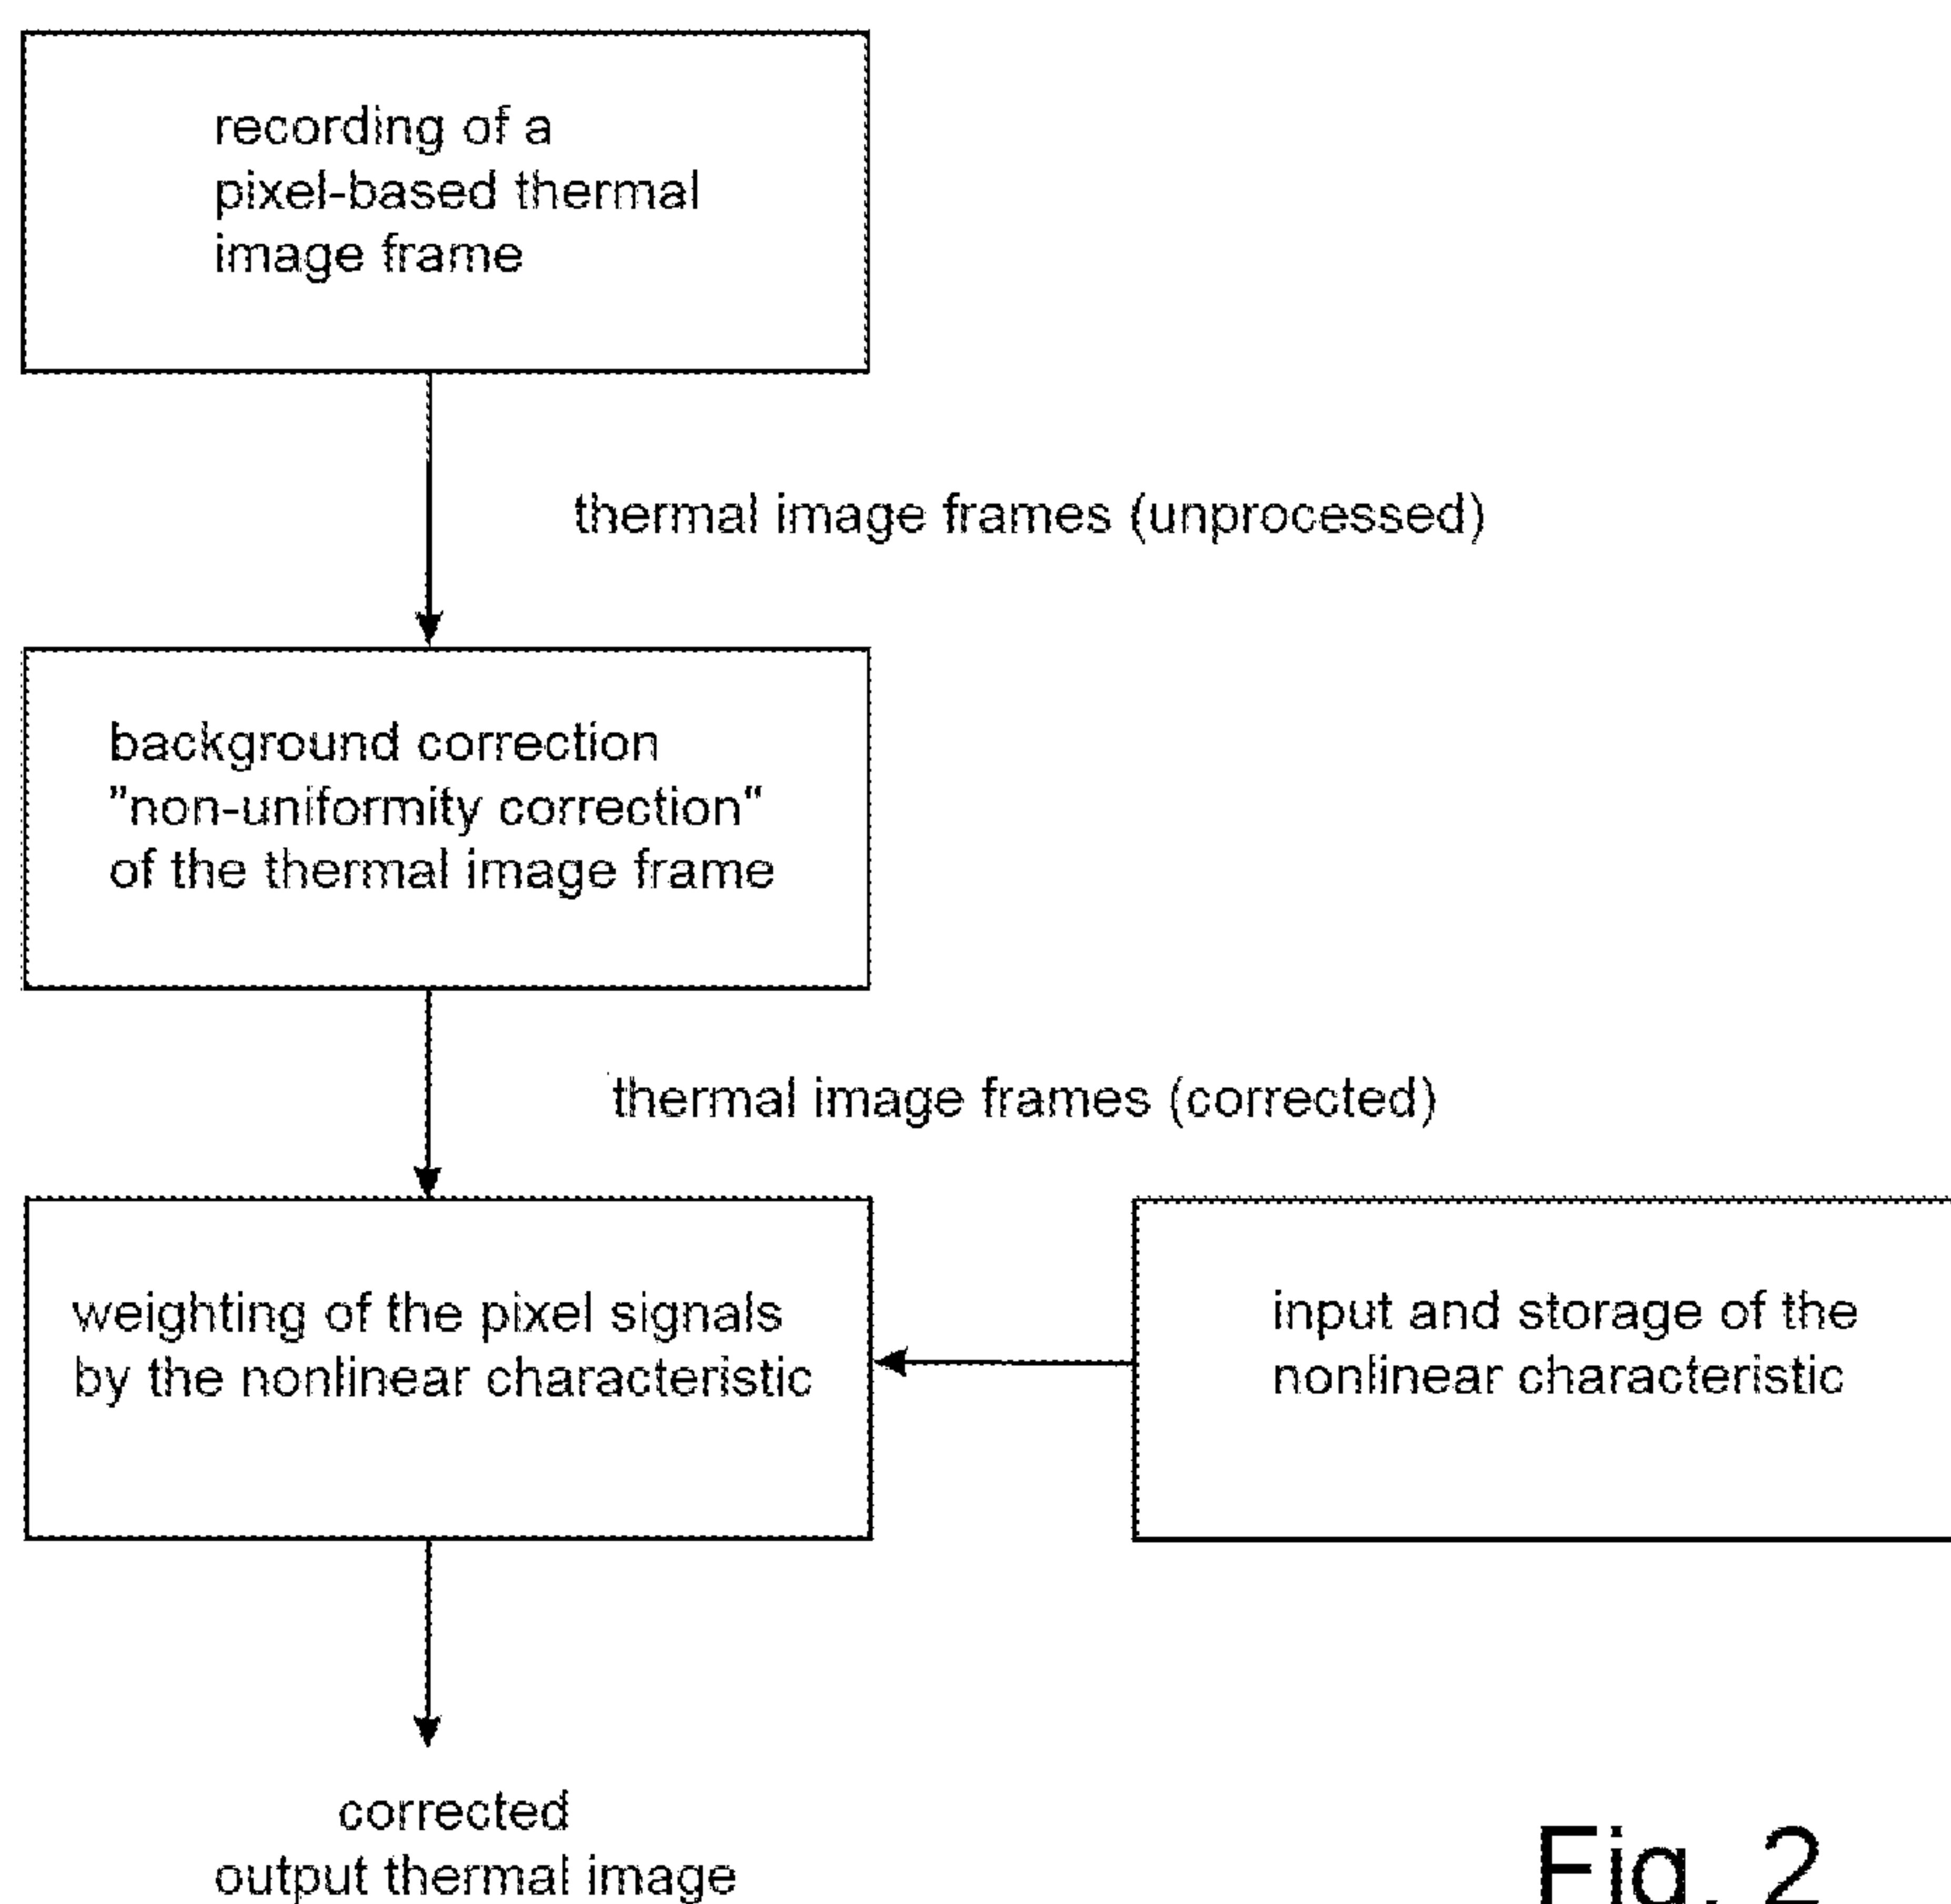 recording of a
pixel-based thermal
image frame
thermal image frames (unprocessed)
background correction
"non-uniformity correction“
of the thermal image frame
thermal image frames (corrected)
weighting of the pixel signals
by the nonlinear characteristic
input and storage of the
nonlinear characteristic
corrected
output thermal image
Fig. 2